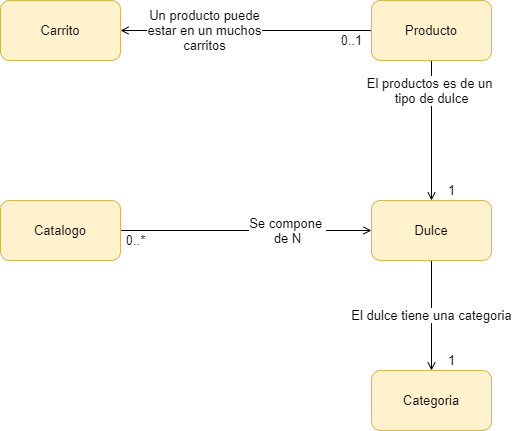 Carrito
Un producto puede
estar en un muchos
carritos
0..1
Producto
El productos es de un
tipo de dulce
1
Catalogo
0..*
Se compone
de N
Dulce
El dulce tiene una categoria
1
Categoria